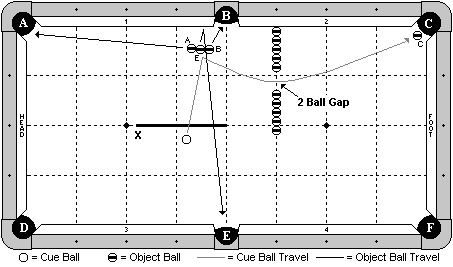 A B C
1 2
A B
E C
2 Ball Gap
HEAD FOOT
X
D 3 E 4 F
= Cue Ball = Object Ball = Cue Ball Travel = Object Ball Travel